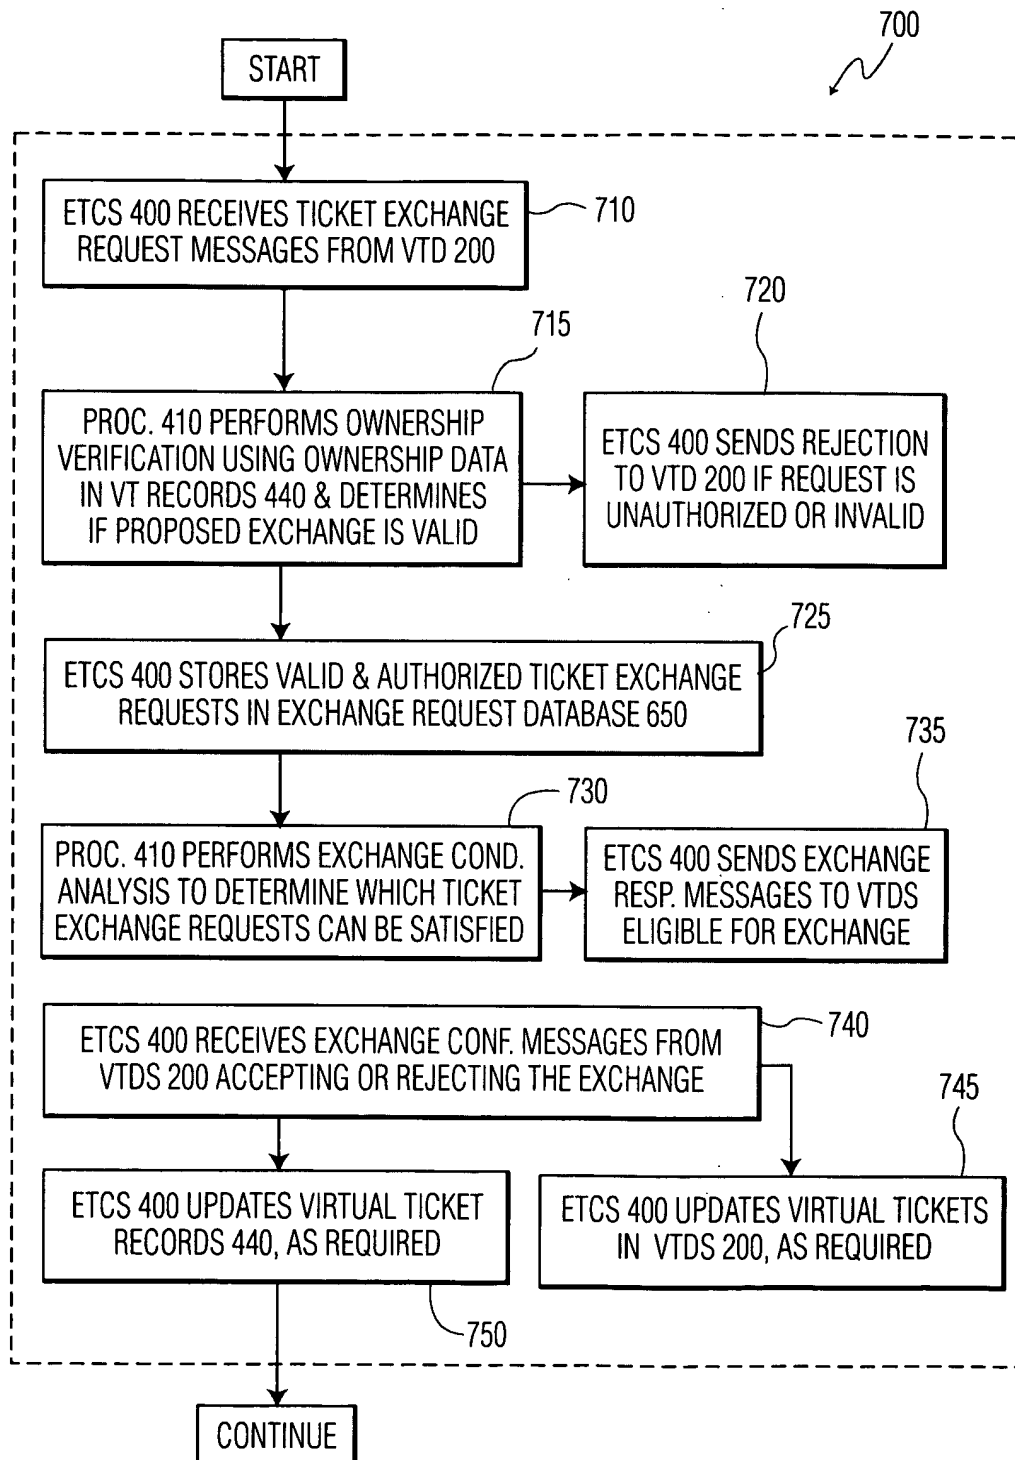 700
START
ETCS 400 RECEIVES TICKET EXCHANGE
REQUEST MESSAGES FROM VTD 200
710
720
715
PROC. 410 PERFORMS OWNERSHIP
VERIFICATION USING OWNERSHIP DATA
IN VT RECORDS 440 & DETERMINES
IF PROPOSED EXCHANGE IS VALID
ETCS 400 SENDS REJECTION
TO VTD 200 IF REQUEST IS
UNAUTHORIZED OR INVALID
725
ETCS 400 STORES VALID & AUTHORIZED TICKET EXCHANGE
REQUESTS IN EXCHANGE REQUEST DATABASE 650
735
730
PROC. 410 PERFORMS EXCHANGE COND.
ANALYSIS TO DETERMINE WHICH TICKET
EXCHANGE REQUESTS CAN BE SATISFIED
ETCS 400 SENDS EXCHANGE
RESP. MESSAGES TO VTDS
ELIGIBLE FOR EXCHANGE
740
ETCS 400 RECEIVES EXCHANGE CONF. MESSAGES FROM
VTDS 200 ACCEPTING OR REJECTING THE EXCHANGE
745
ETCS 400 UPDATES VIRTUAL TICKET
RECORDS 440, AS REQUIRED
ETCS 400 UPDATES VIRTUAL TICKETS
IN VTDS 200, AS REQUIRED
750
CONTINUE